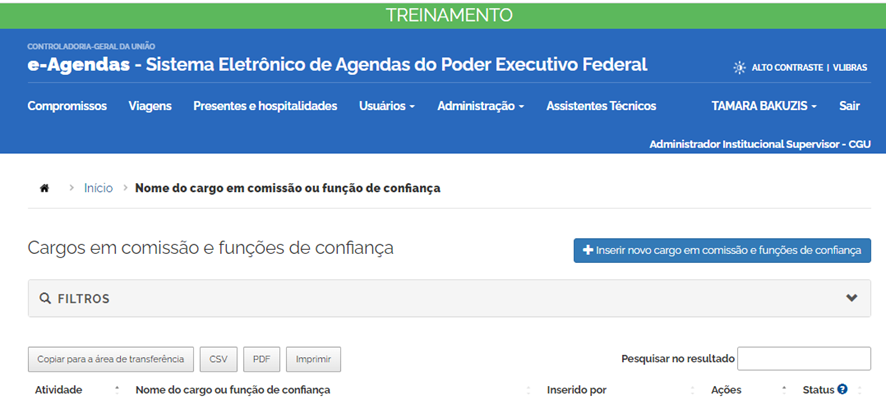 TREINAMENTO
CONTROLADORIA-GERAL DA UNIÃO
e-Agendas - Sistema Eletrônico de Agendas do Poder Executivo Federal
ALTO CONTRASTE | VLIBRAS
Compromissos Viagens Presentes e hospitalidades Usuários Administração Assistentes Técnicos TAMARA BAKUZIS Sair
Administrador Institucional Supervisor - CGU
Início > Nome do cargo em comissão ou função de confiança
Cargos em comissão e funções de confiança
+ Inserir novo cargo em comissão e funções de confiança
FILTROS
Copiar para a área de transferência CSV PDF Imprimir Pesquisar no resultado
Atividade Nome do cargo ou função de confiança Inserido por Ações Status ?